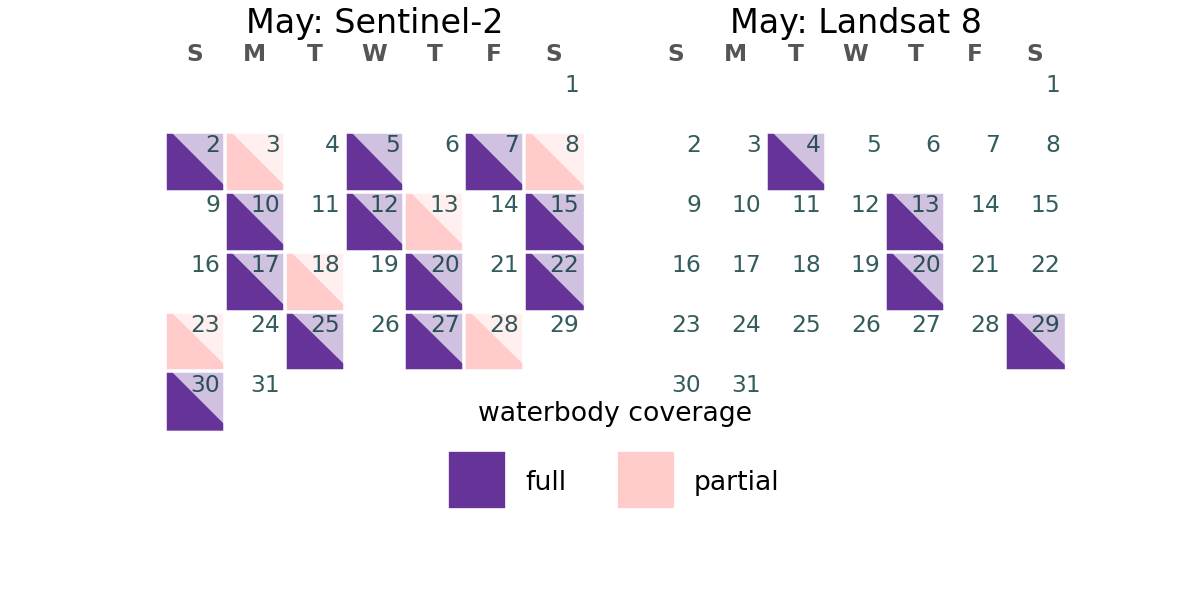 May: Sentinel-2
S M T W T F S
1
2 3 4 5 6 7 8
9 10 11 12 13 14 15
16 17 18 19 20 21 22
23 24 25 26 27 28 29
30 31
May: Landsat 8
S M T W T F S
1
2 3 4 5 6 7 8
9 10 11 12 13 14 15
16 17 18 19 20 21 22
23 24 25 26 27 28 29
30 31
waterbody coverage
full partial